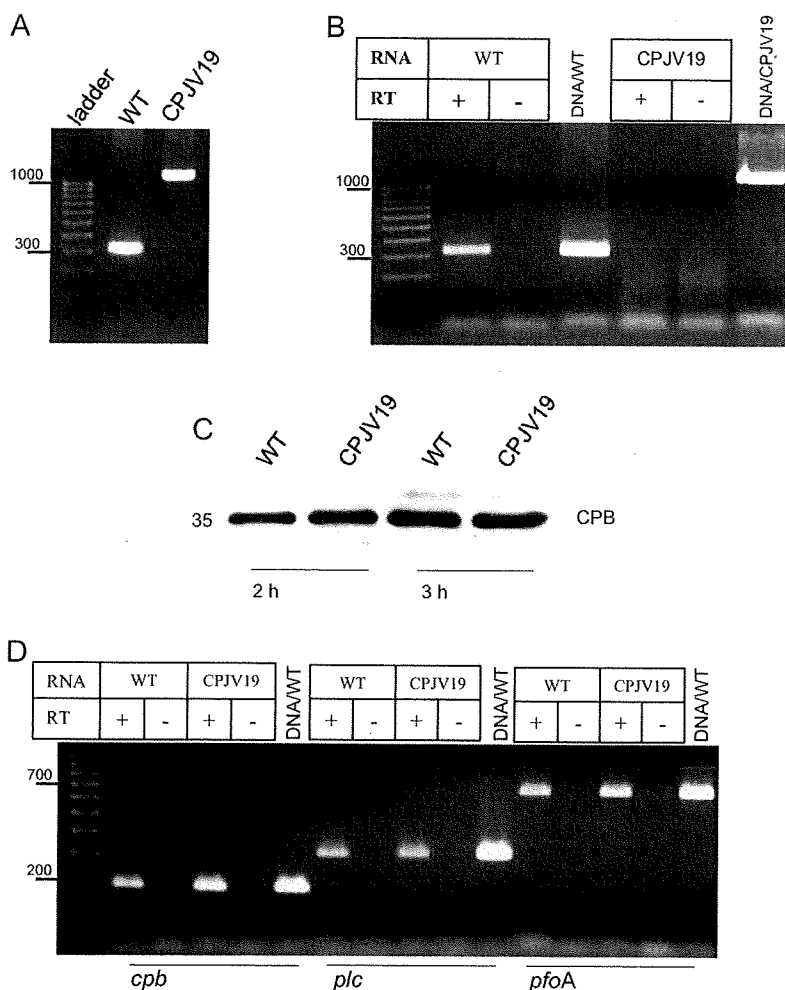 A
ladder
WT
CPJV19
1000
300
B
RNA WT DNA/WT CPJV19 DNA/CPJV19
RT + - + -
1000
300
C
WT CPJV19 WT CPJV19
35 CPB
2 h 3 h
D
RNA WT CPJV19 DNA/WT WT CPJV19 DNA/WT WT CPJV19 DNA/WT
RT + - + - + - + - + - + -
700
200
cpb plc pfoA